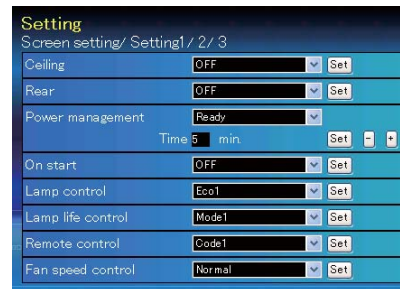 Setting
Screen setting/ Setting1/ 2/ 3
Ceiling OFF Set
Rear OFF Set
Power management Ready
Time 5 min. Set - +
On start OFF Set
Lamp control Eco1 Set
Lamp life control Mode1 Set
Remote control Code1 Set
Fan speed control Normal Set